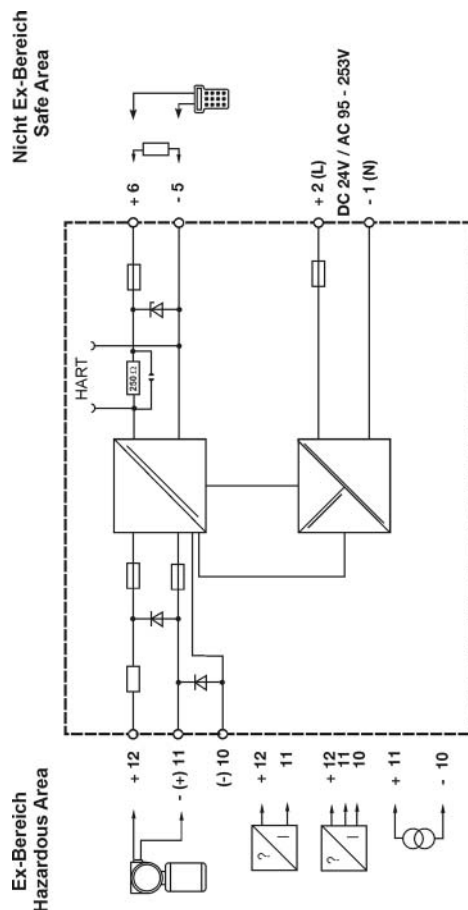 Nicht Ex-Bereich
Safe Area
+ 6
- 5
+ 2 (L)
DC 24V / AC 95 - 253V
- 1 (N)
HART
250 Ω
Ex-Bereich
Hazardous Area
+ 12
- (+) 11
(-) 10
? I
+ 12
11
? I
+ 12
11
10
+ 11
- 10